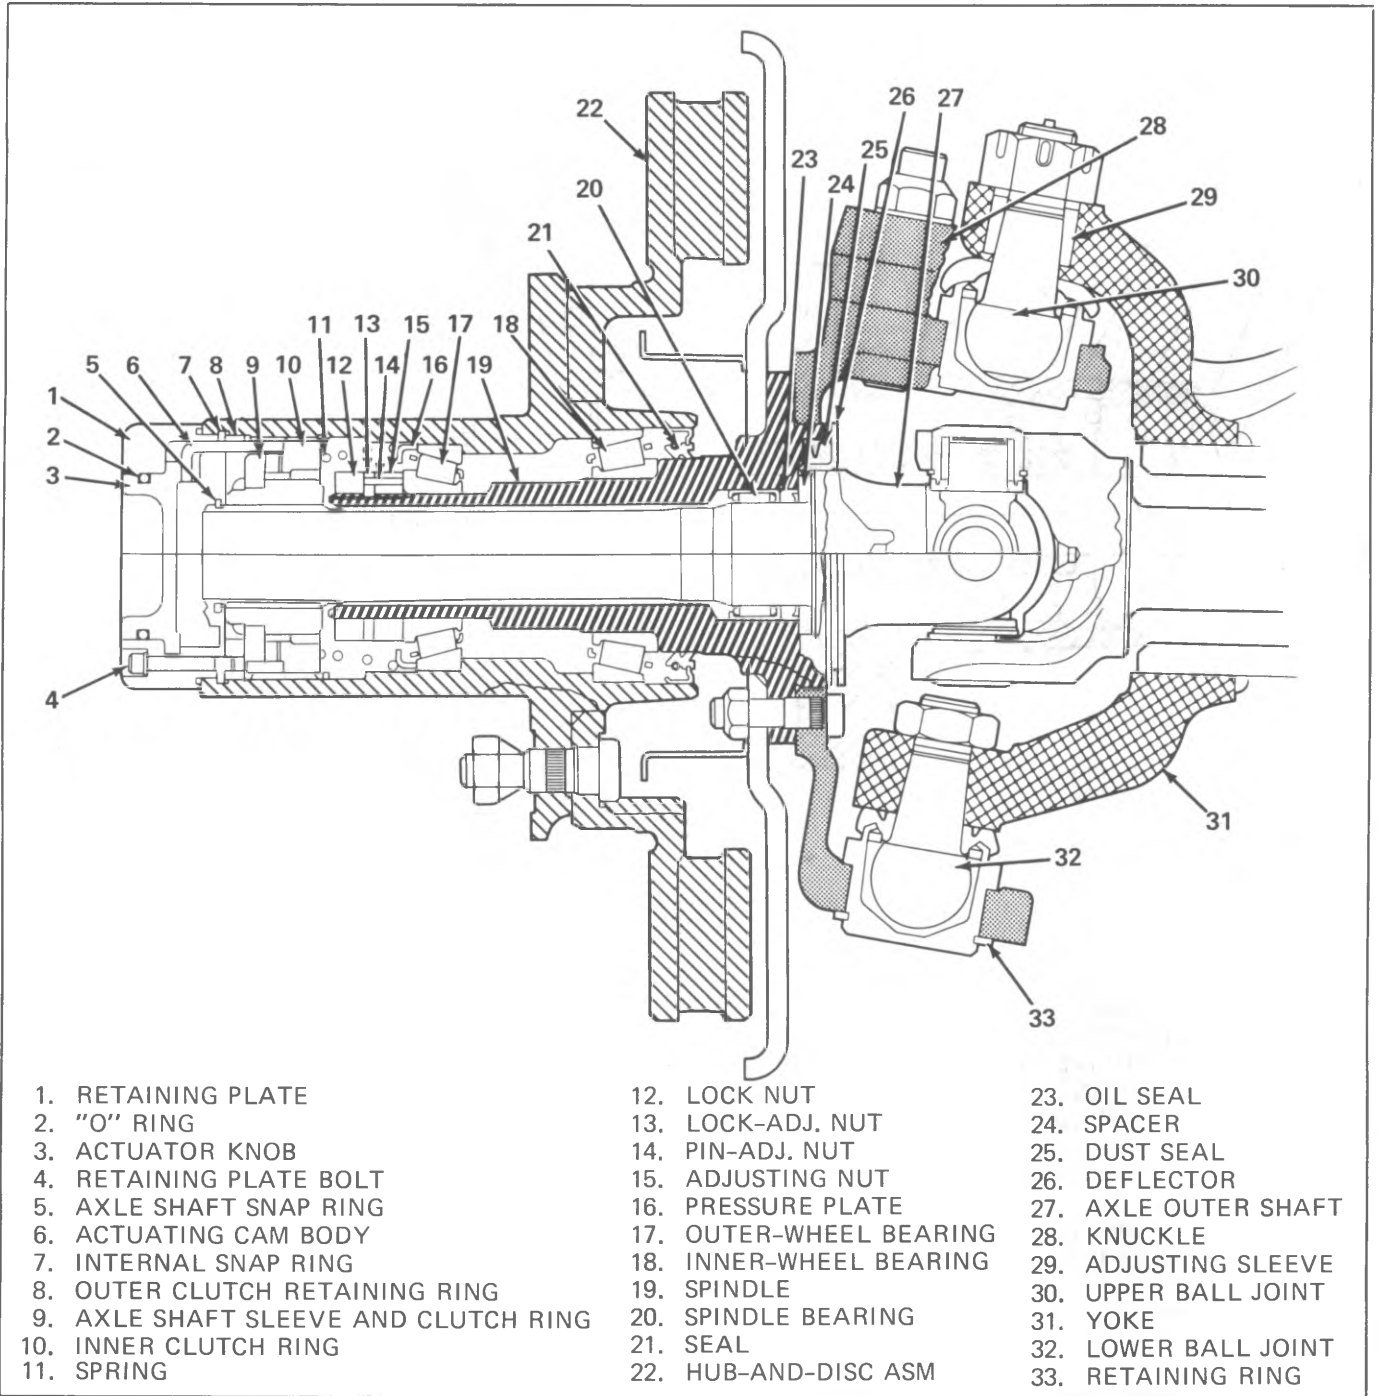 26
27
22
28
23
25
20
24
29
21
30
11
13
15
17
18
7
8
9
10
12
14
16
19
5
6
1
2
3
4
31
32
33
1. RETAINING PLATE
2. "O" RING
3. ACTUATOR KNOB
4. RETAINING PLATE BOLT
5. AXLE SHAFT SNAP RING
6. ACTUATING CAM BODY
7. INTERNAL SNAP RING
8. OUTER CLUTCH RETAINING RING
9. AXLE SHAFT SLEEVE AND CLUTCH RING
10. INNER CLUTCH RING
11. SPRING
12. LOCK NUT
13. LOCK-ADJ. NUT
14. PIN-ADJ. NUT
15. ADJUSTING NUT
16. PRESSURE PLATE
17. OUTER-WHEEL BEARING
18. INNER-WHEEL BEARING
19. SPINDLE
20. SPINDLE BEARING
21. SEAL
22. HUB-AND-DISC ASM
23. OIL SEAL
24. SPACER
25. DUST SEAL
26. DEFLECTOR
27. AXLE OUTER SHAFT
28. KNUCKLE
29. ADJUSTING SLEEVE
30. UPPER BALL JOINT
31. YOKE
32. LOWER BALL JOINT
33. RETAINING RING